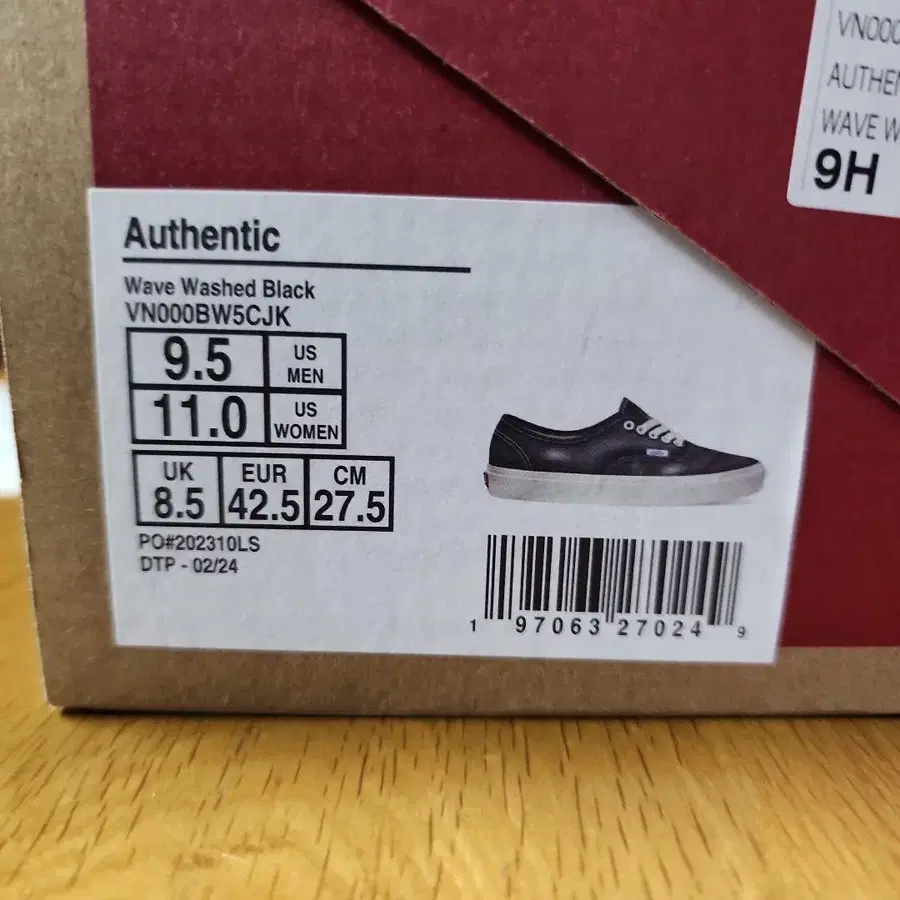 VN000
AUTHEN
WAVE W
9H
Authentic
Wave Washed Black
VN000BW5CJK
9.5 US MEN
11.0 US WOMEN
UK EUR CM
8.5 42.5 27.5
PO#202310LS
DTP - 02/24
1 97063 27024 9